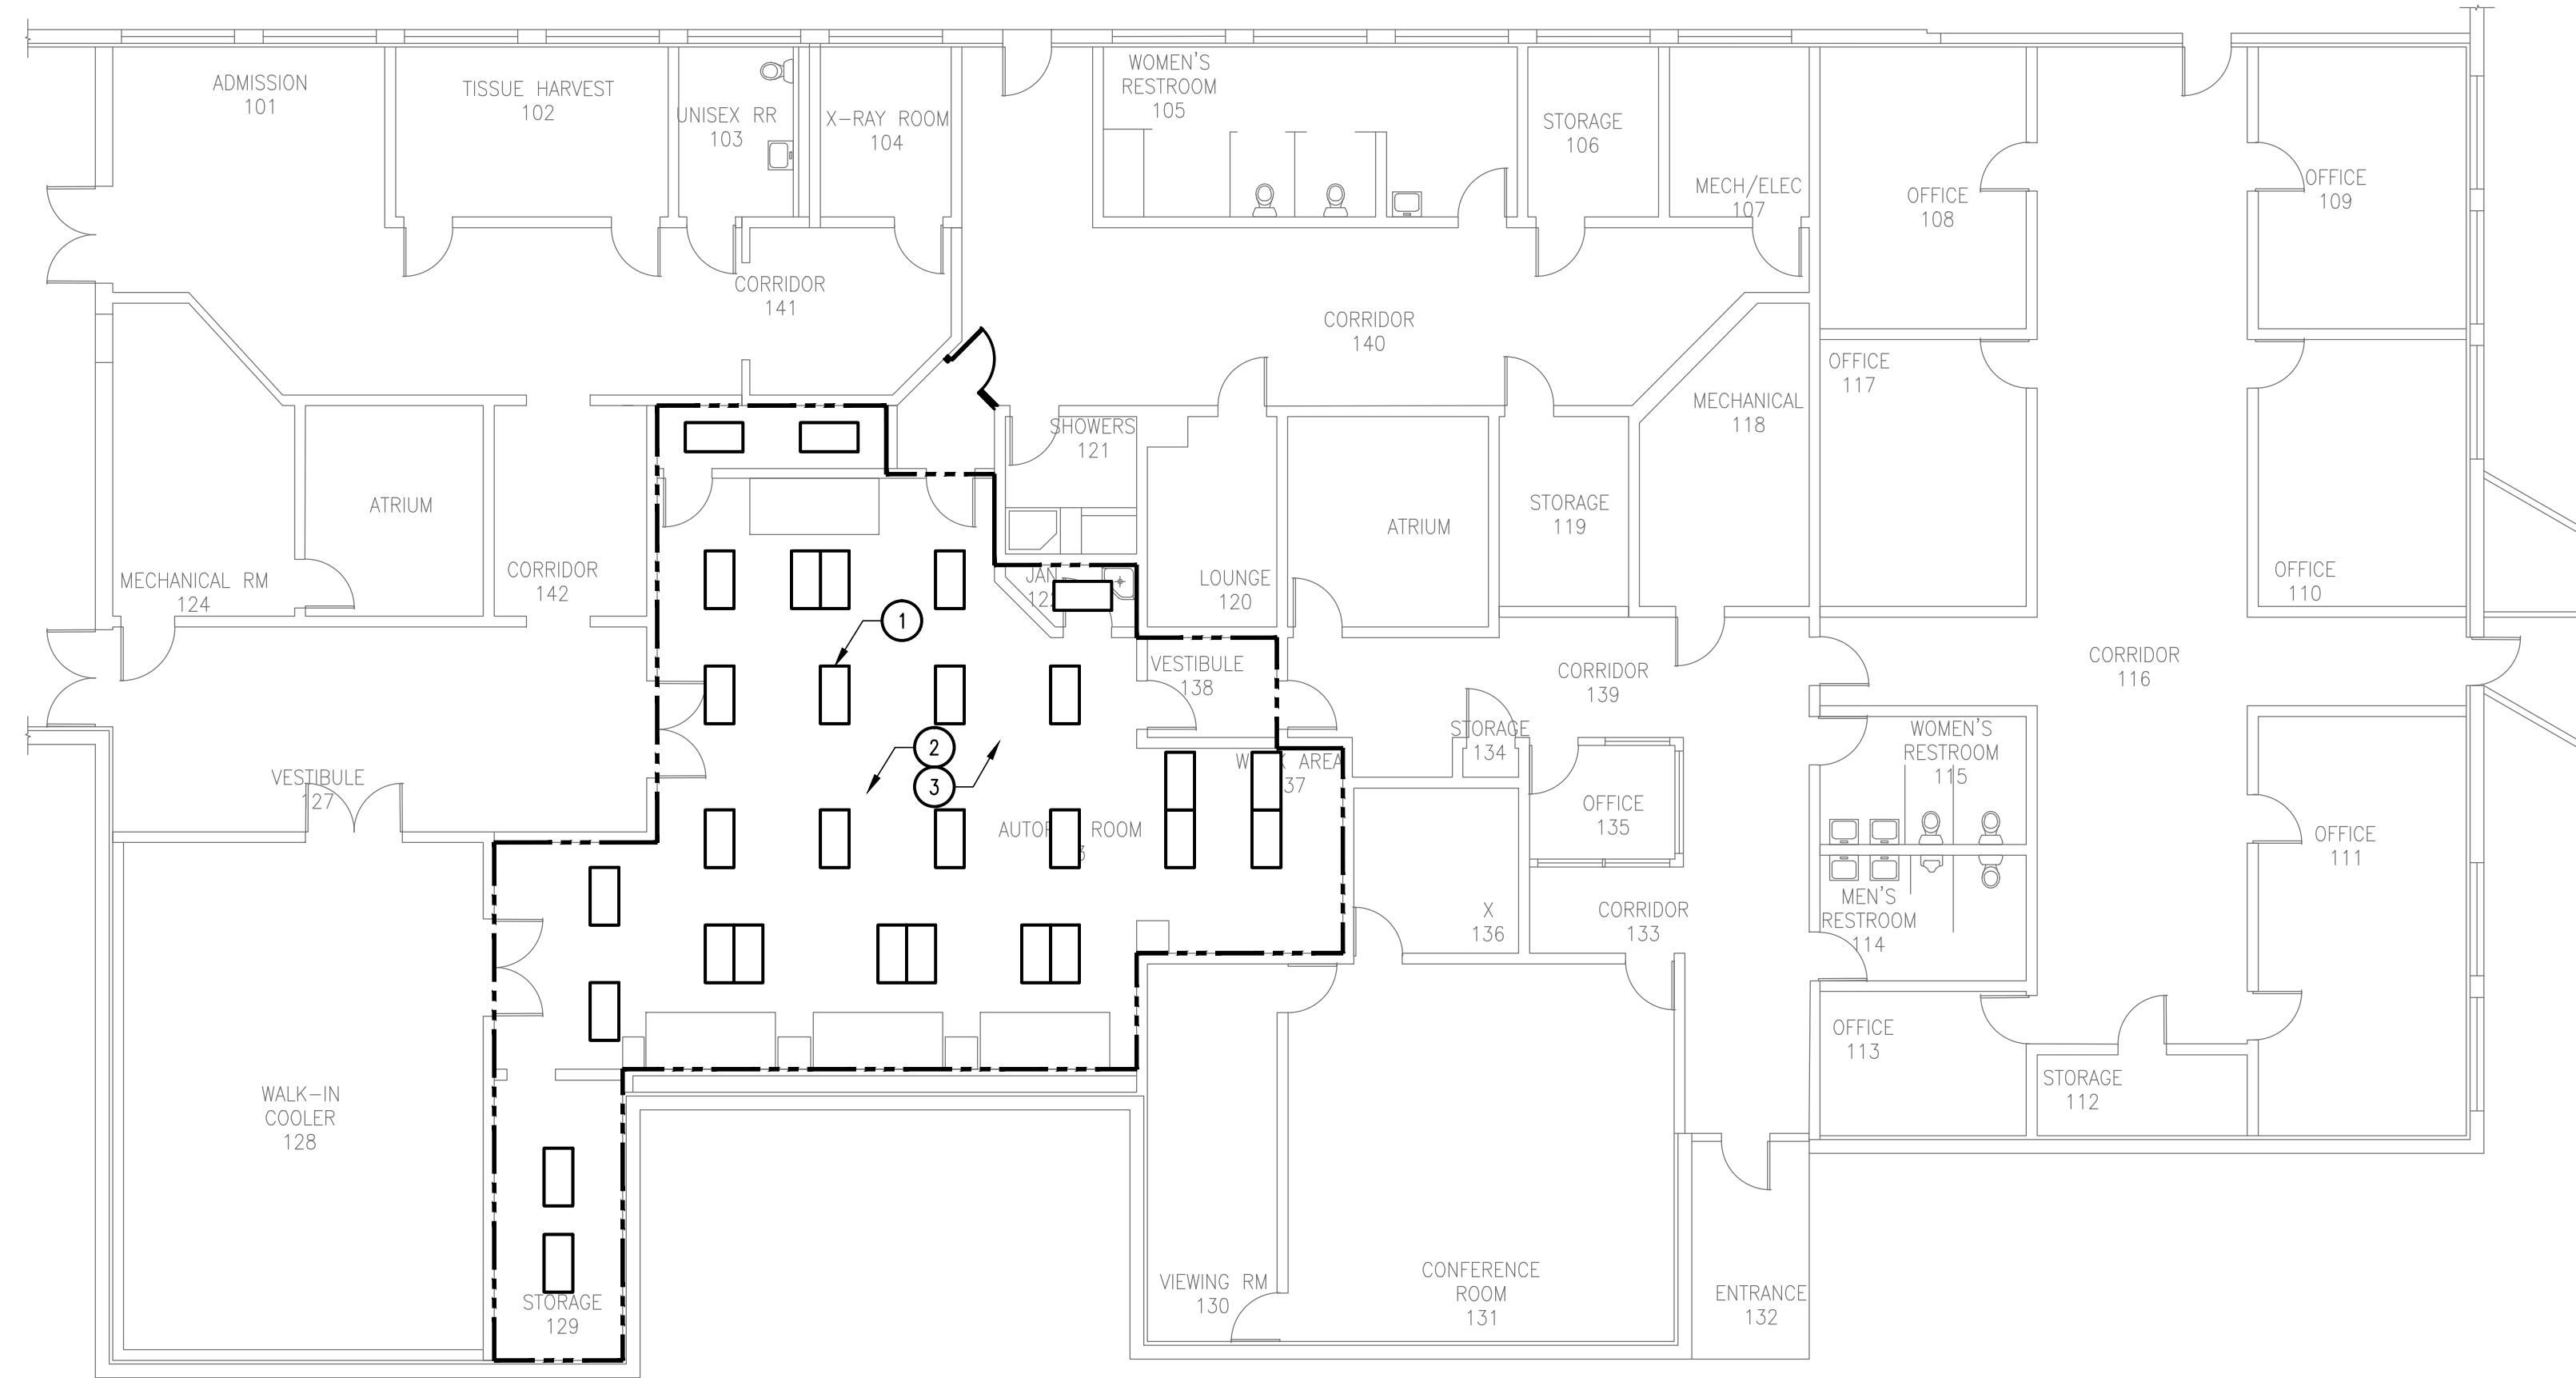 ADMISSION
101
TISSUE HARVEST
102
UNISEX RR
103
X-RAY ROOM
104
WOMEN'S
RESTROOM
105
STORAGE
106
MECH/ELEC
107
OFFICE
108
OFFICE
109
CORRIDOR
141
CORRIDOR
140
OFFICE
117
MECHANICAL
118
SHOWERS
121
ATRIUM
ATRIUM
STORAGE
119
MECHANICAL RM
124
CORRIDOR
142
JAN
LOUNGE
120
OFFICE
110
1
VESTIBULE
138
CORRIDOR
139
CORRIDOR
116
STORAGE
134
WOMEN'S
RESTROOM
115
2
3
VESTIBULE
127
AREA
OFFICE
135
ROOM
OFFICE
111
X
136
CORRIDOR
133
MEN'S
RESTROOM
114
OFFICE
113
STORAGE
112
WALK-IN
COOLER
128
STORAGE
129
VIEWING RM
130
CONFERENCE
ROOM
131
ENTRANCE
132